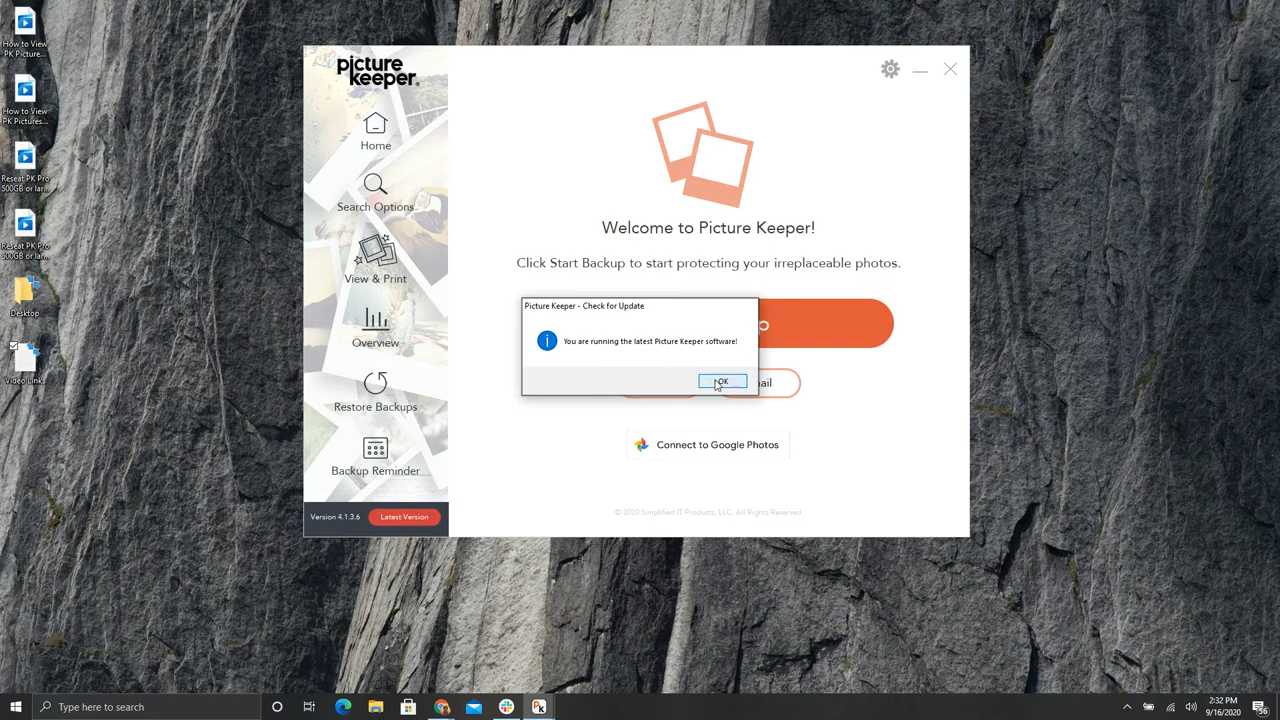 How to View
PK Picture...
How to View
PK Pictures...
Reseat PK Pro
500GB or lar...
Reseat PK Pro
500GB or lar...
Desktop
Video Links
picture
keeper
Home
Search Options
View & Print
Overview
Restore Backups
Backup Reminder
Version 4.1.3.6
Latest Version
Welcome to Picture Keeper!
Click Start Backup to start protecting your irreplaceable photos.
Picture Keeper - Check for Update
You are running the latest Picture Keeper software!
OK
Connect to Google Photos
© 2020 Simplified IT Products, LLC. All Rights Reserved
Type here to search
2:32 PM
9/16/2020
56